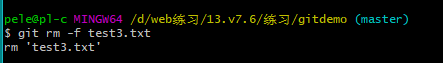 pele@pl-c MINGW64 /d/web练习/13.v7.6/练习/gitdemo (master)
$ git rm -f test3.txt
rm 'test3.txt'